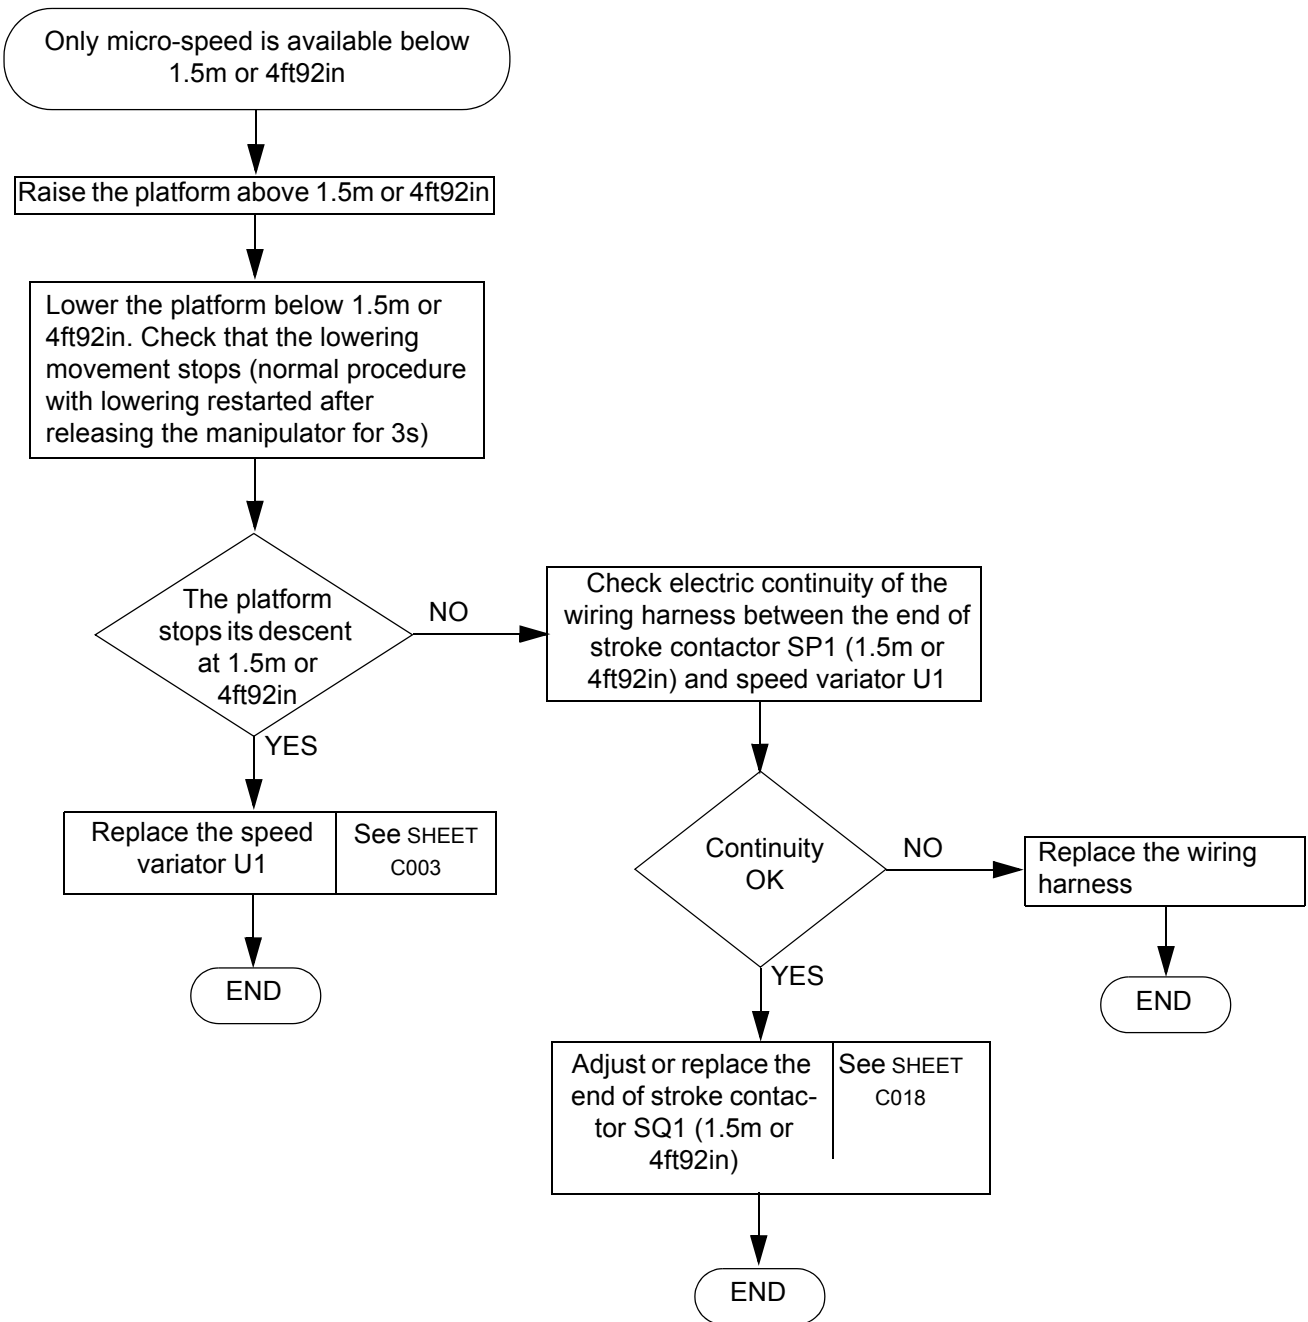 Only micro-speed is available below
1.5m or 4ft92in
Raise the platform above 1.5m or 4ft92in
Lower the platform below 1.5m or
4ft92in. Check that the lowering
movement stops (normal procedure
with lowering restarted after
releasing the manipulator for 3s)
The platform
stops its descent
at 1.5m or
4ft92in
NO
YES
Check electric continuity of the
wiring harness between the end of
stroke contactor SP1 (1.5m or
4ft92in) and speed variator U1
Replace the speed
variator U1
See SHEET
C003
END
Continuity
OK
NO
YES
Replace the wiring
harness
END
Adjust or replace the
end of stroke contac-
tor SQ1 (1.5m or
4ft92in)
See SHEET
C018
END